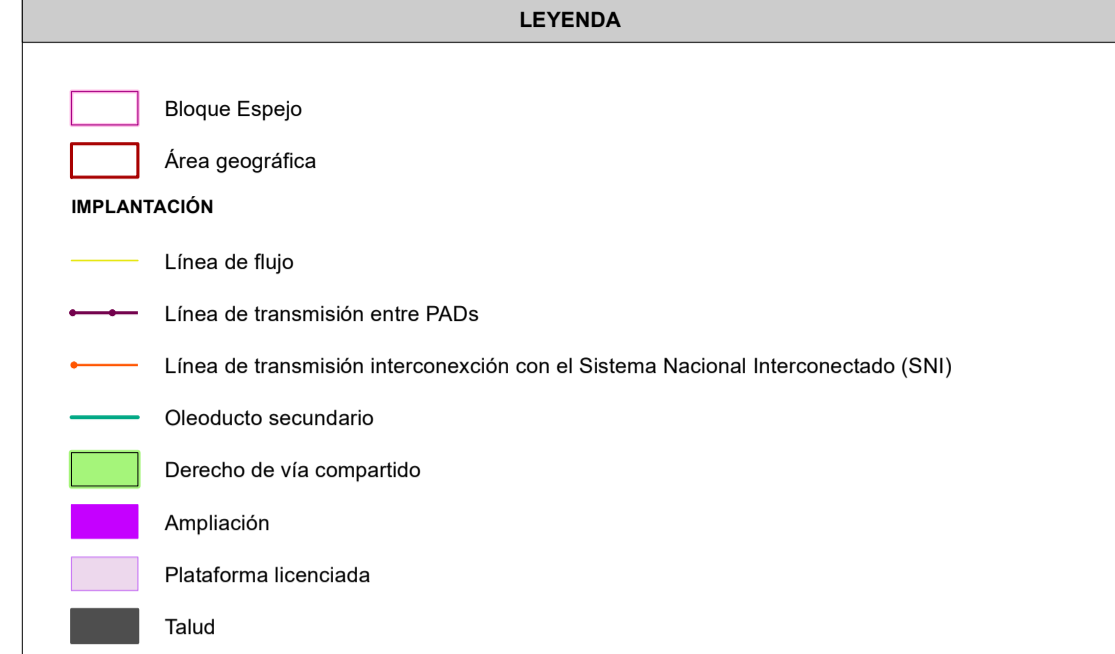 LEYENDA
Bloque Espejo
Área geográfica
IMPLANTACIÓN
Línea de flujo
Línea de transmisión entre PADs
Línea de transmisión interconexción con el Sistema Nacional Interconectado (SNI)
Oleoducto secundario
Derecho de vía compartido
Ampliación
Plataforma licenciada
Talud